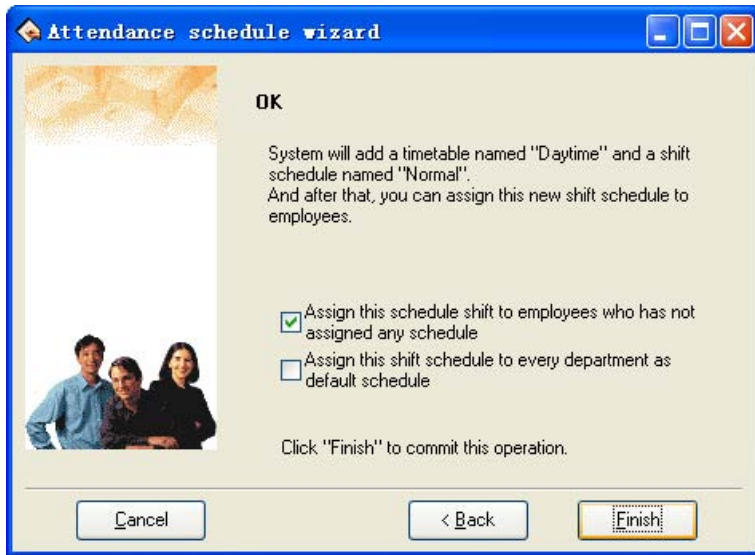 Attendance schedule wizard
OK
System will add a timetable named "Daytime" and a shift
schedule named "Normal".
And after that, you can assign this new shift schedule to
employees.
Assign this schedule shift to employees who has not
assigned any schedule
Assign this shift schedule to every department as
default schedule
Click "Finish" to commit this operation.
Cancel
< Back
Finish